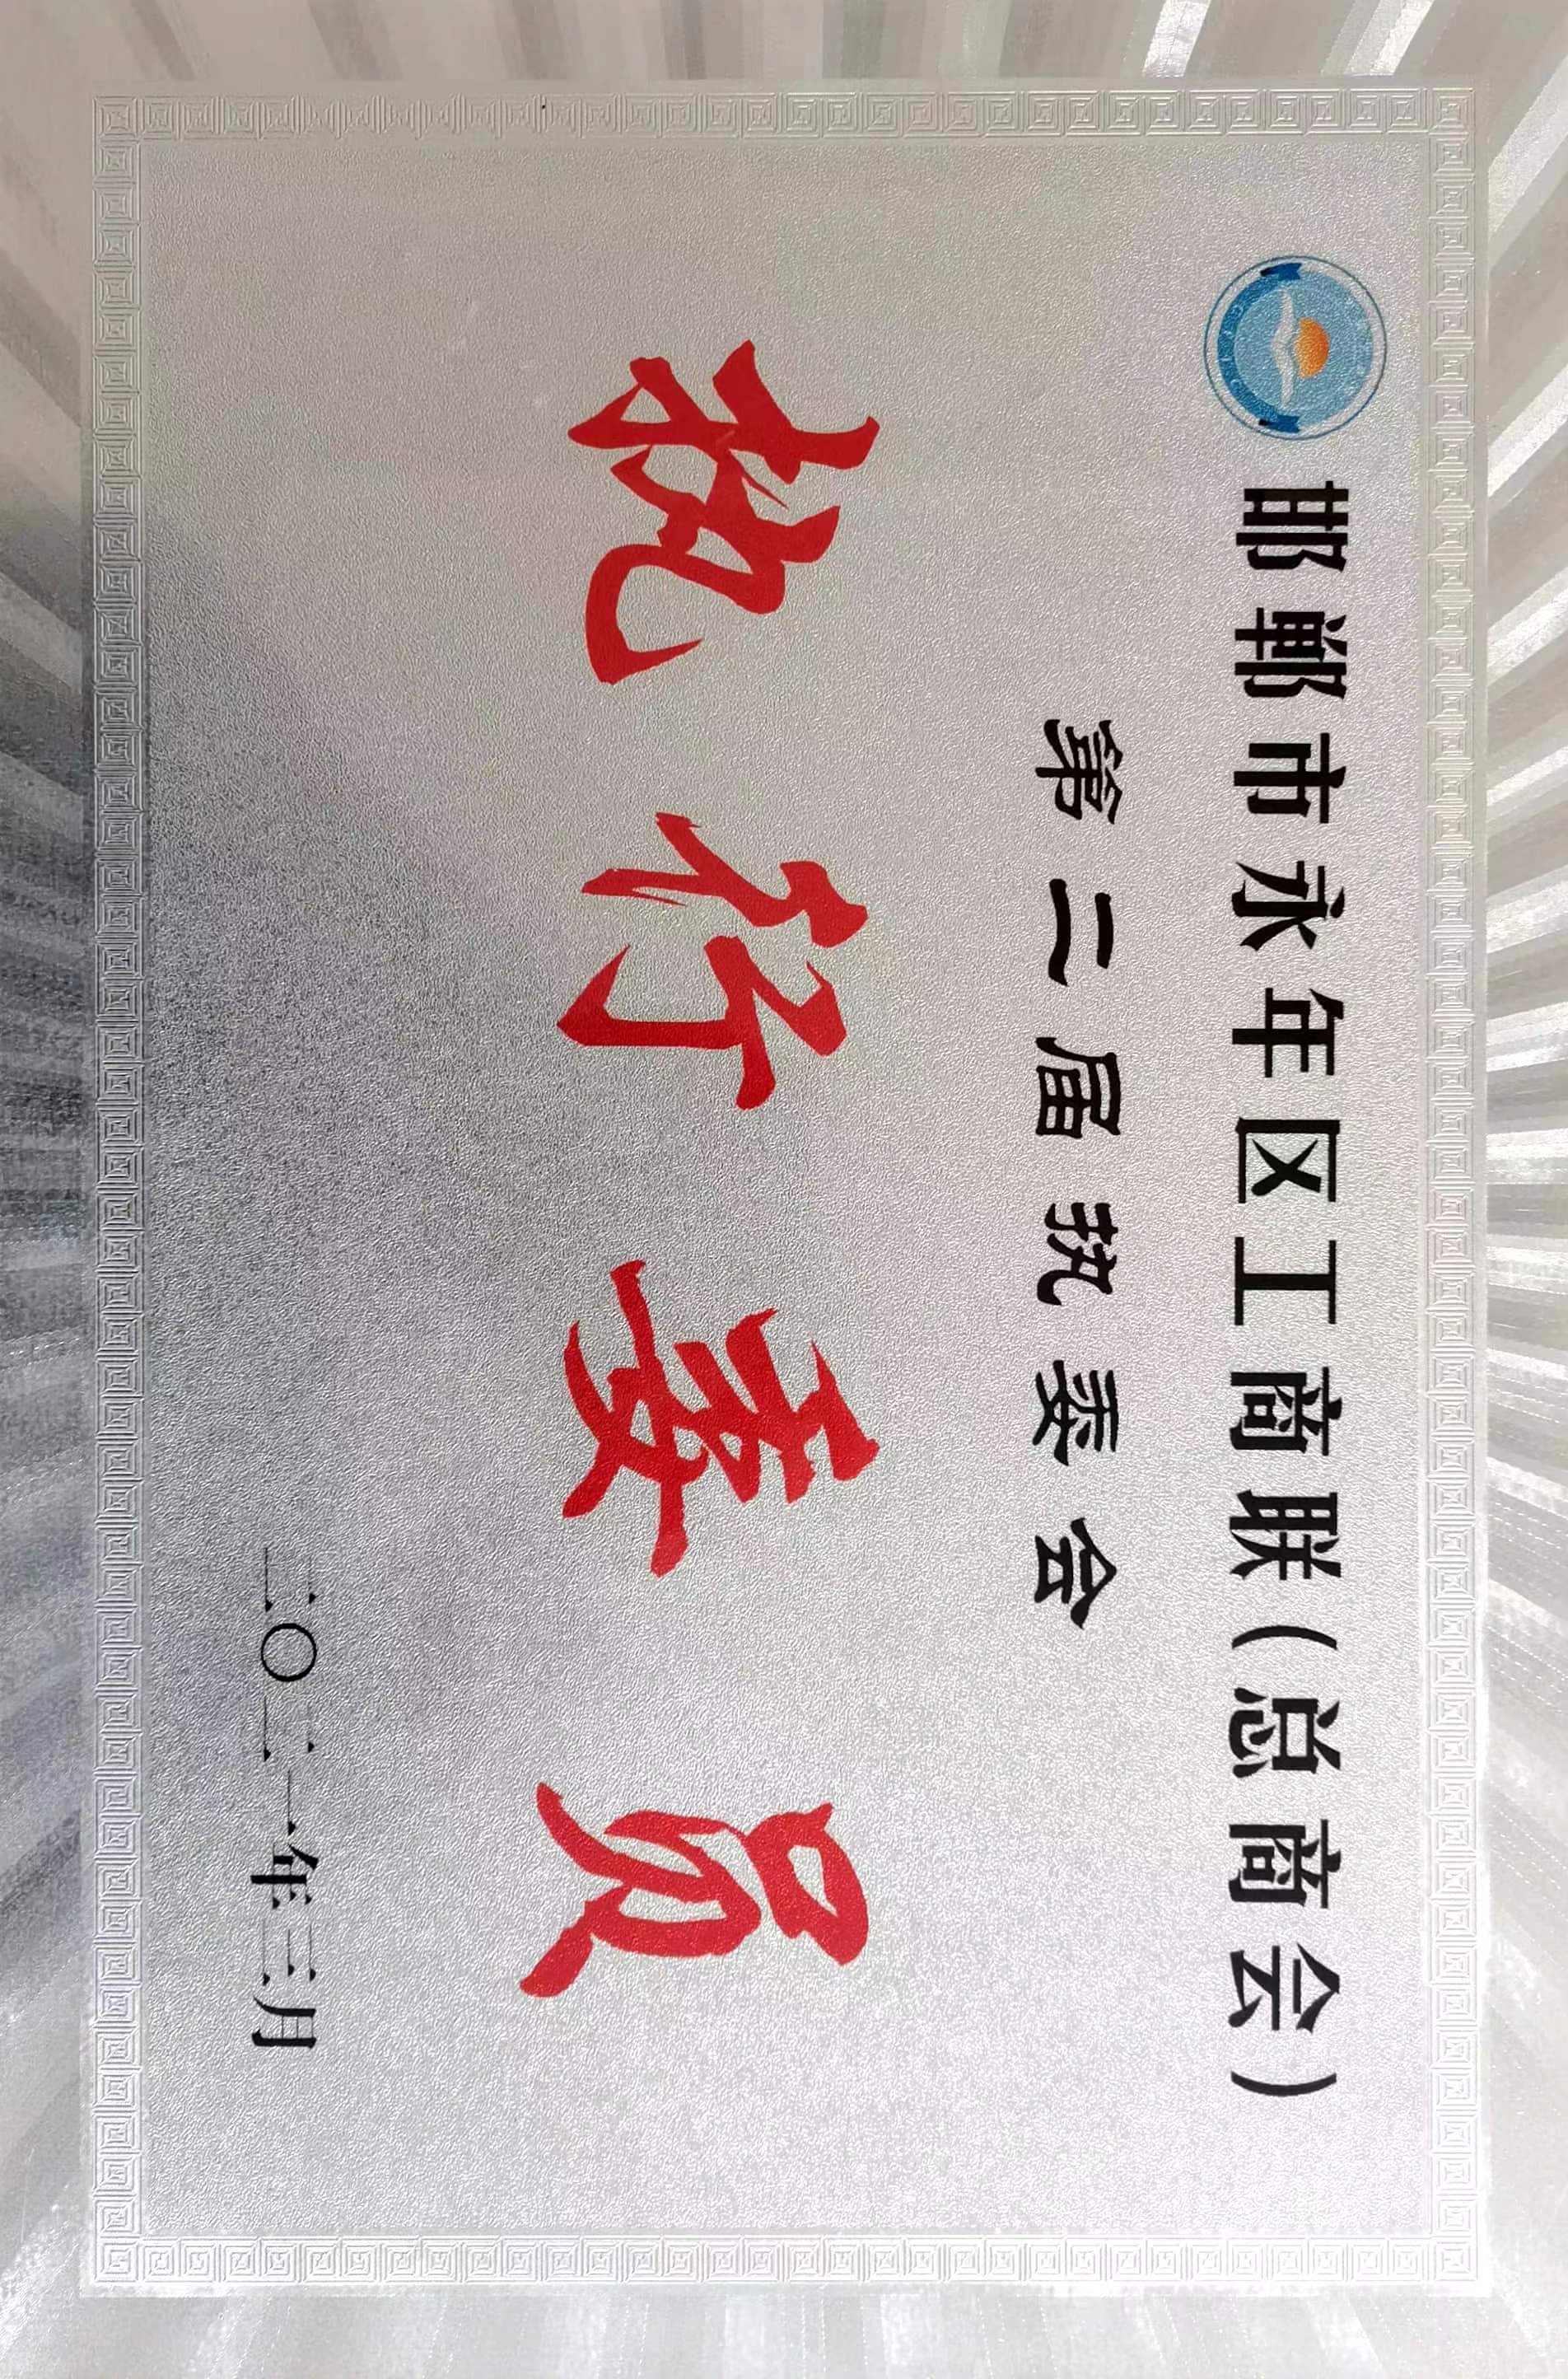 邯郸市永年区工商联(总商会)
第二届执委会
执行委员
二〇二一年三月